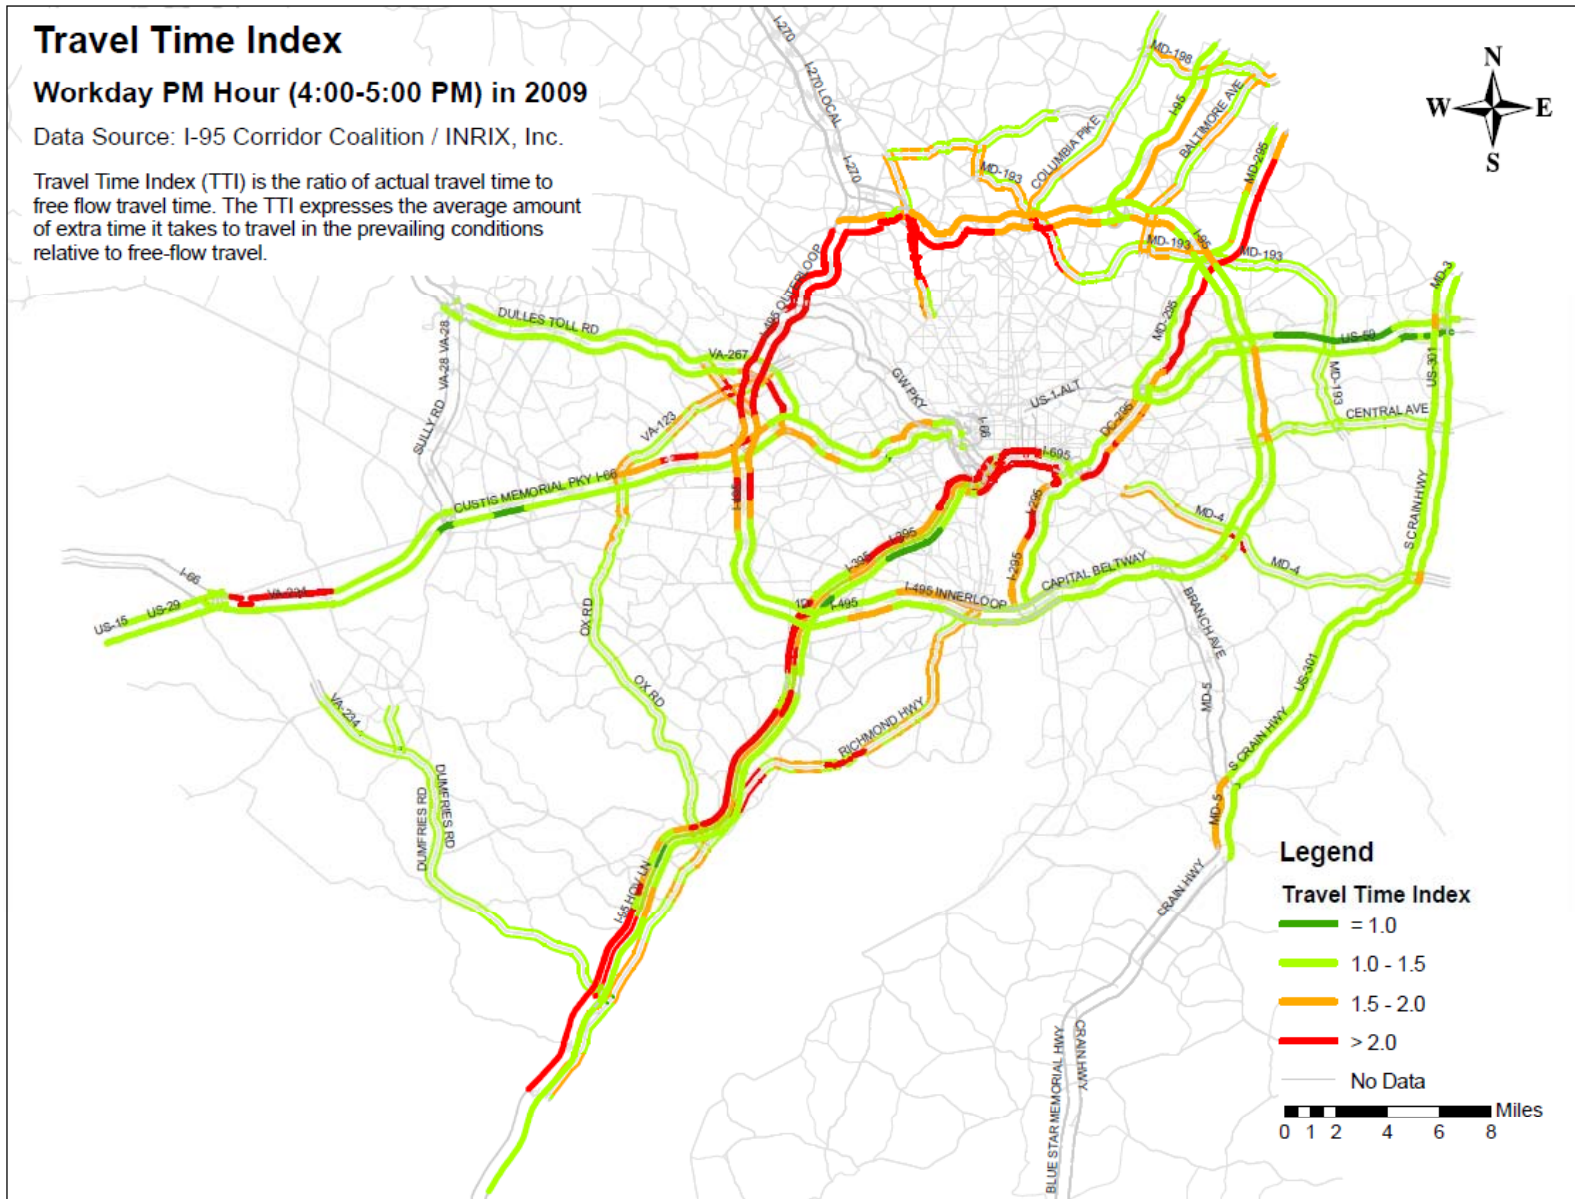 Travel Time Index
Workday PM Hour (4:00-5:00 PM) in 2009
Data Source: I-95 Corridor Coalition / INRIX, Inc.
Travel Time Index (TTI) is the ratio of actual travel time to
free flow travel time. The TTI expresses the average amount
of extra time it takes to travel in the prevailing conditions
relative to free-flow travel.
N
W
E
S
I-270
I-270 LOCAL
I-270
MD-198
I-95
BALTIMORE AVE
COLUMBIA PIKE
MD-193
MD-295
MD-193
I-95
MD-193
MD-3
I-495 OUTERLOOP
DULLES TOLL RD
VA-267
VA-28
VA-28
SULLY RD
VA-123
GW PKY
US-1-ALT
MD-295
US-50
US-301
MD-193
CENTRAL AVE
I-66
I-695
DC-295
CUSTIS MEMORIAL PKY I-66
I-495
I-295
I-395
I-395
I-295
MD-4
MD-4
S CRAIN HWY
CAPITAL BELTWAY
I-495 INNERLOOP
I-495
I-66
VA-234
US-29
US-15
OX RD
OX RD
BRANCH AVE
MD-5
US-301
S CRAIN HWY
MD-5
RICHMOND HWY
VA-234
DUMFRIES RD
DUMFRIES RD
I-95 HOV LN
CRAIN HWY
CRAIN HWY
BLUE STAR MEMORIAL HWY
Legend
Travel Time Index
= 1.0
1.0 - 1.5
1.5 - 2.0
> 2.0
No Data
Miles
0 1 2 4 6 8